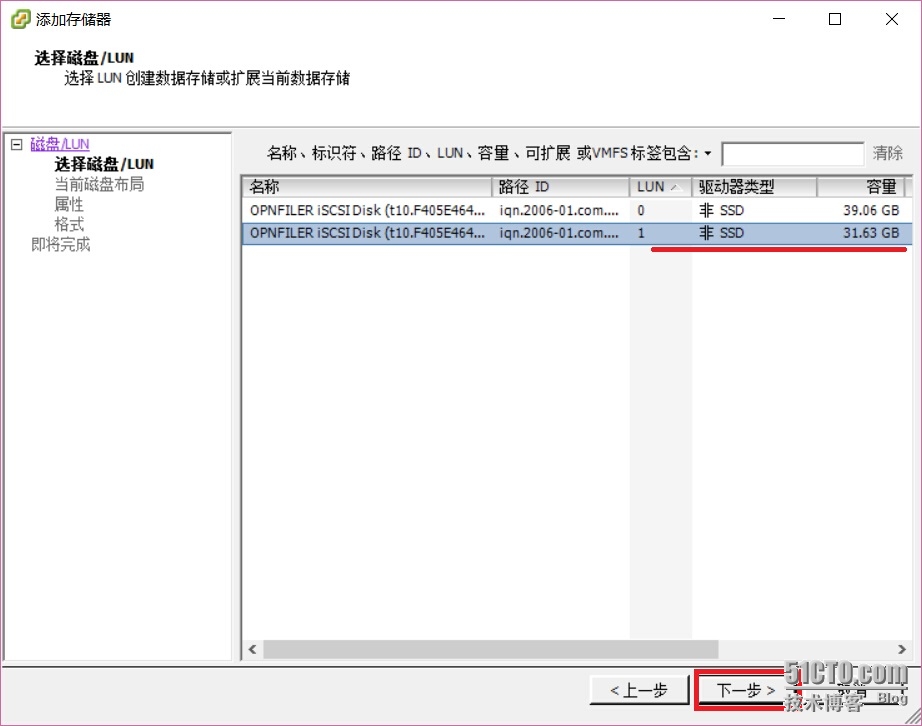 添加存储器
选择磁盘/LUN
选择 LUN 创建数据存储或扩展当前数据存储
磁盘/LUN
选择磁盘/LUN
当前磁盘布局
属性
格式
即将完成
名称、标识符、路径 ID、LUN、容量、可扩展 或VMFS标签包含:
清除
名称 路径 ID LUN 驱动器类型 容量
OPNFILER iSCSI Disk (t10.F405E464... iqn.2006-01.com.... 0 非 SSD 39.06 GB
OPNFILER iSCSI Disk (t10.F405E464... iqn.2006-01.com.... 1 非 SSD 31.63 GB
<上一步 下一步 >
51CTO.com
技术博客 Blog